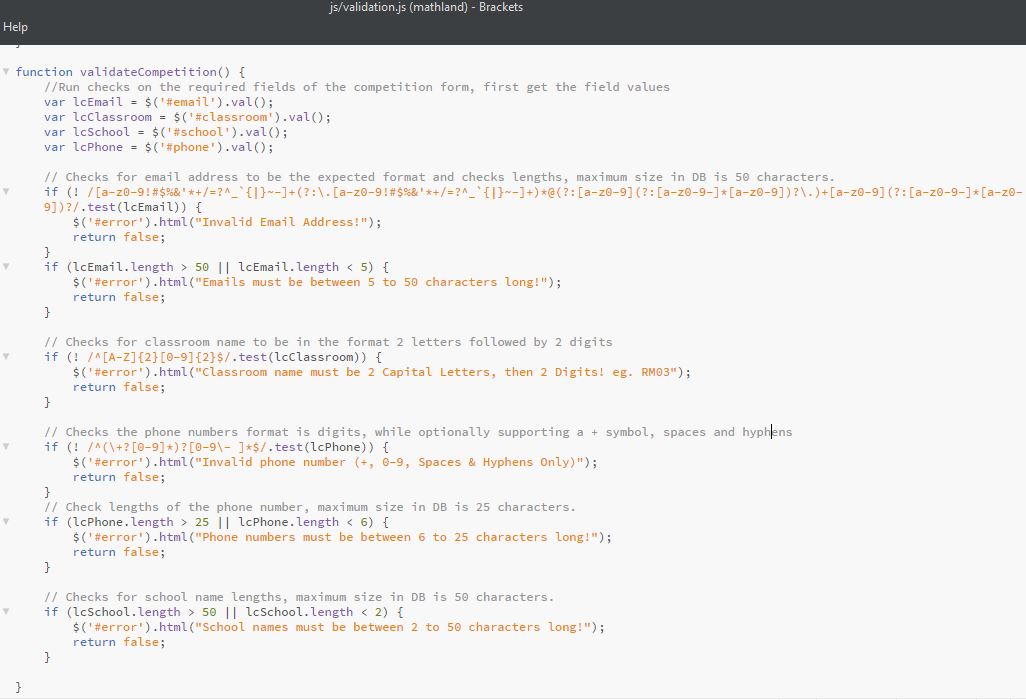 js/validation.js (mathland) - Brackets
Help
}
function validateCompetition() {
    //Run checks on the required fields of the competition form, first get the field values
    var lcEmail = $('#email').val();
    var lcClassroom = $('#classroom').val();
    var lcSchool = $('#school').val();
    var lcPhone = $('#phone').val();

    // Checks for email address to be the expected format and checks lengths, maximum size in DB is 50 characters.
    if (! /[a-z0-9!#$%&'*+/=?^_`{|}~-]+(?:\.[a-z0-9!#$%&'*+/=?^_`{|}~-]+)*@(?:[a-z0-9](?:[a-z0-9-]*[a-z0-9])?\.)+[a-z0-9](?:[a-z0-9-]*[a-z0-
9])?/.test(lcEmail)) {
        $('#error').html("Invalid Email Address!");
        return false;
    }
    if (lcEmail.length > 50 || lcEmail.length < 5) {
        $('#error').html("Emails must be between 5 to 50 characters long!");
        return false;
    }

    // Checks for classroom name to be in the format 2 letters followed by 2 digits
    if (! /^[A-Z]{2}[0-9]{2}$/.test(lcClassroom)) {
        $('#error').html("Classroom name must be 2 Capital Letters, then 2 Digits! eg. RM03");
        return false;
    }

    // Checks the phone numbers format is digits, while optionally supporting a + symbol, spaces and hyphens
    if (! /^(\+?[0-9]*)?[0-9\- ]*$/.test(lcPhone)) {
        $('#error').html("Invalid phone number (+, 0-9, Spaces & Hyphens Only)");
        return false;
    }
    // Check lengths of the phone number, maximum size in DB is 25 characters.
    if (lcPhone.length > 25 || lcPhone.length < 6) {
        $('#error').html("Phone numbers must be between 6 to 25 characters long!");
        return false;
    }

    // Checks for school name lengths, maximum size in DB is 50 characters.
    if (lcSchool.length > 50 || lcSchool.length < 2) {
        $('#error').html("School names must be between 2 to 50 characters long!");
        return false;
    }

}